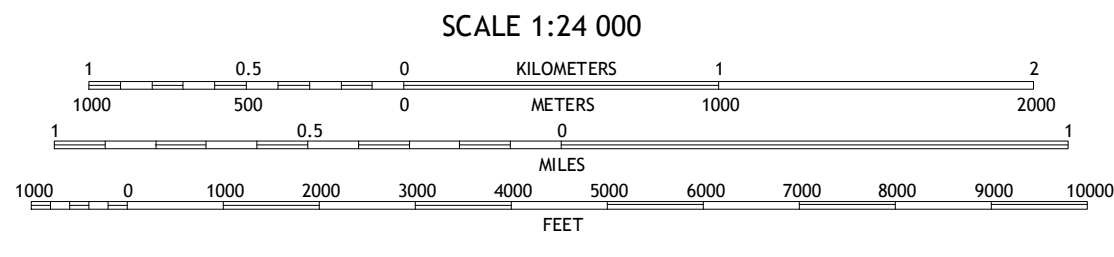 SCALE 1:24 000
1 0.5 0 KILOMETERS 1 2
1000 500 0 METERS 1000 2000
1 0.5 0 1
MILES
1000 0 1000 2000 3000 4000 5000 6000 7000 8000 9000 10000
FEET